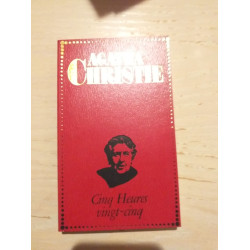 AGATHA
CHRISTIE
Cinq Heures
vingt-cinq